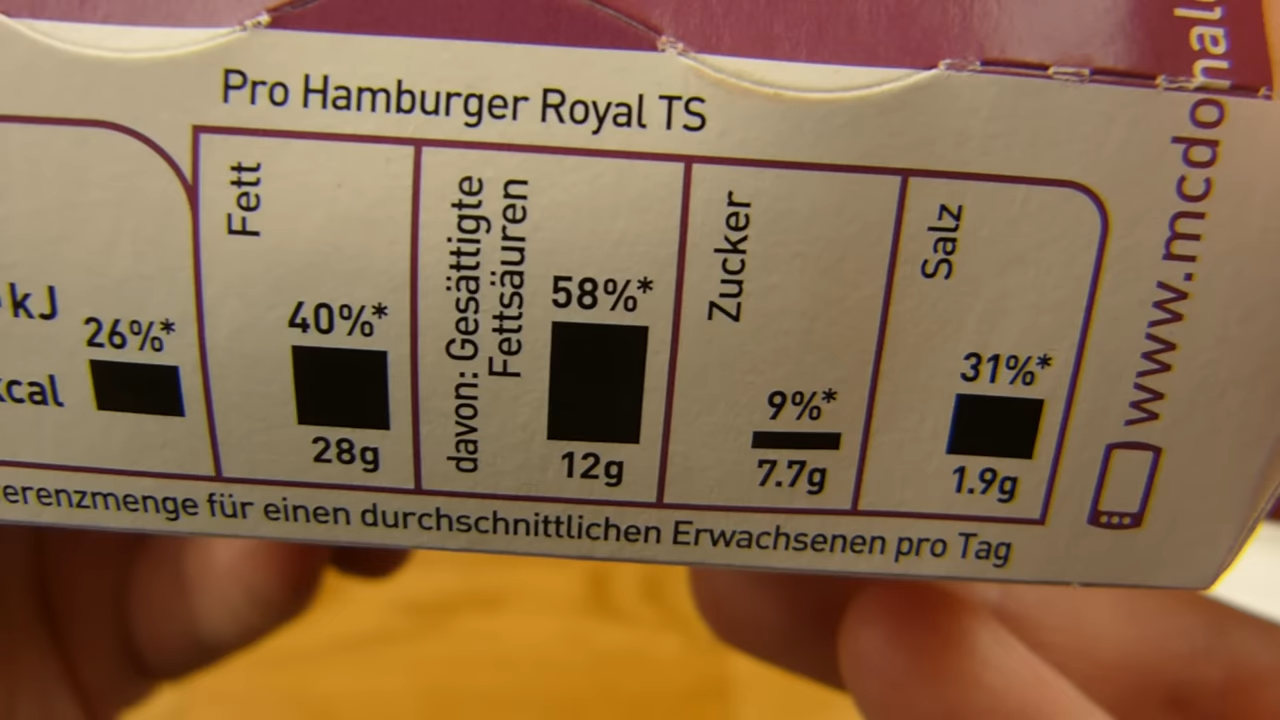 Pro Hamburger Royal TS
kJ
kcal
26%*
Fett
40%*
28g
davon: Gesättigte
Fettsäuren
58%*
12g
Zucker
9%*
7.7g
Salz
31%*
1.9g
erenzmenge für einen durchschnittlichen Erwachsenen pro Tag
www.mcdonal